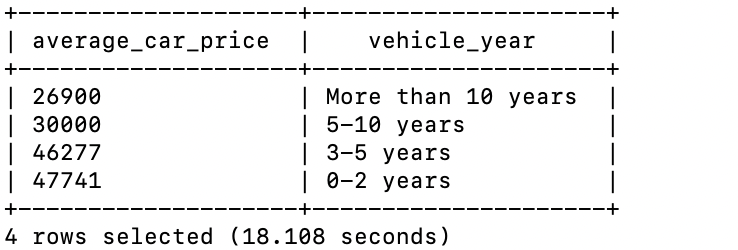 +--------------------+---------------------+
| average_car_price | vehicle_year |
+--------------------+---------------------+
| 26900 | More than 10 years |
| 30000 | 5-10 years |
| 46277 | 3-5 years |
| 47741 | 0-2 years |
+--------------------+---------------------+
4 rows selected (18.108 seconds)